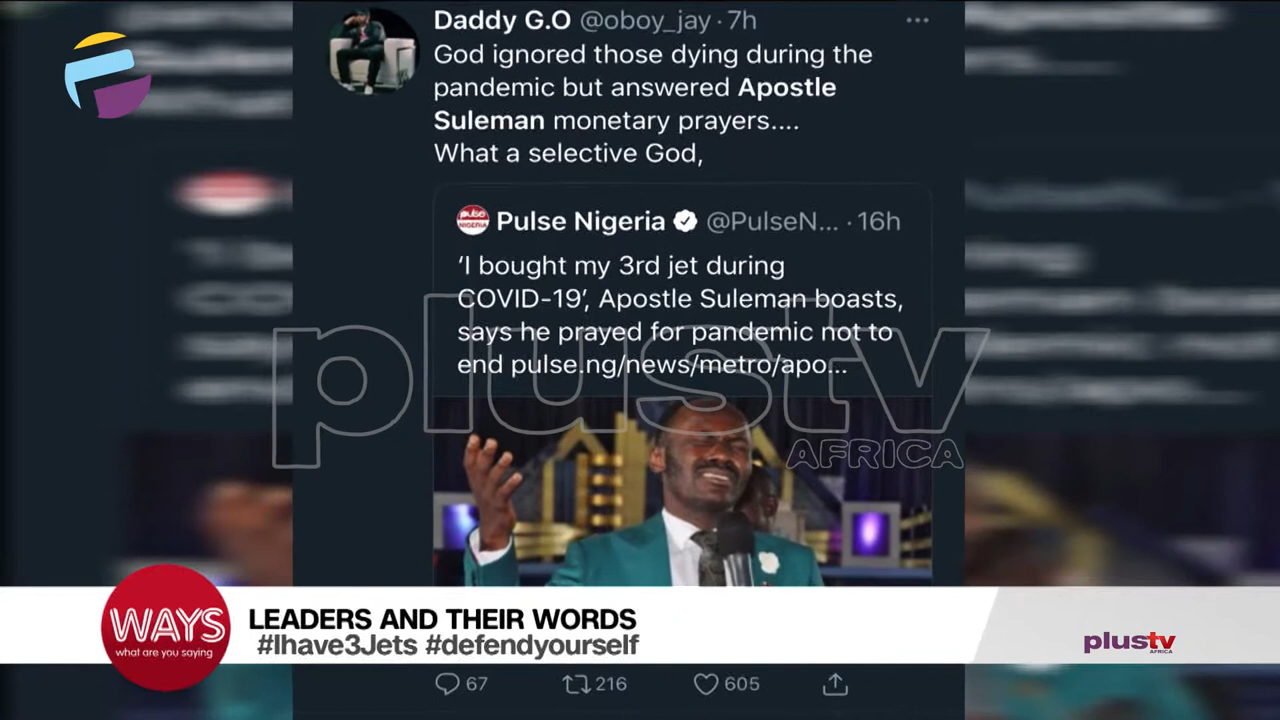 Daddy G.O @oboy_jay · 7h
God ignored those dying during the
pandemic but answered Apostle
Suleman monetary prayers....
What a selective God,
pulse NIGERIA
Pulse Nigeria @PulseN... · 16h
‘I bought my 3rd jet during
COVID-19’, Apostle Suleman boasts,
says he prayed for pandemic not to
end pulse.ng/news/metro/apo...
plustv
AFRICA
WAYS
what are you saying
LEADERS AND THEIR WORDS
#Ihave3Jets #defendyourself
plustv
AFRICA
67 216 605